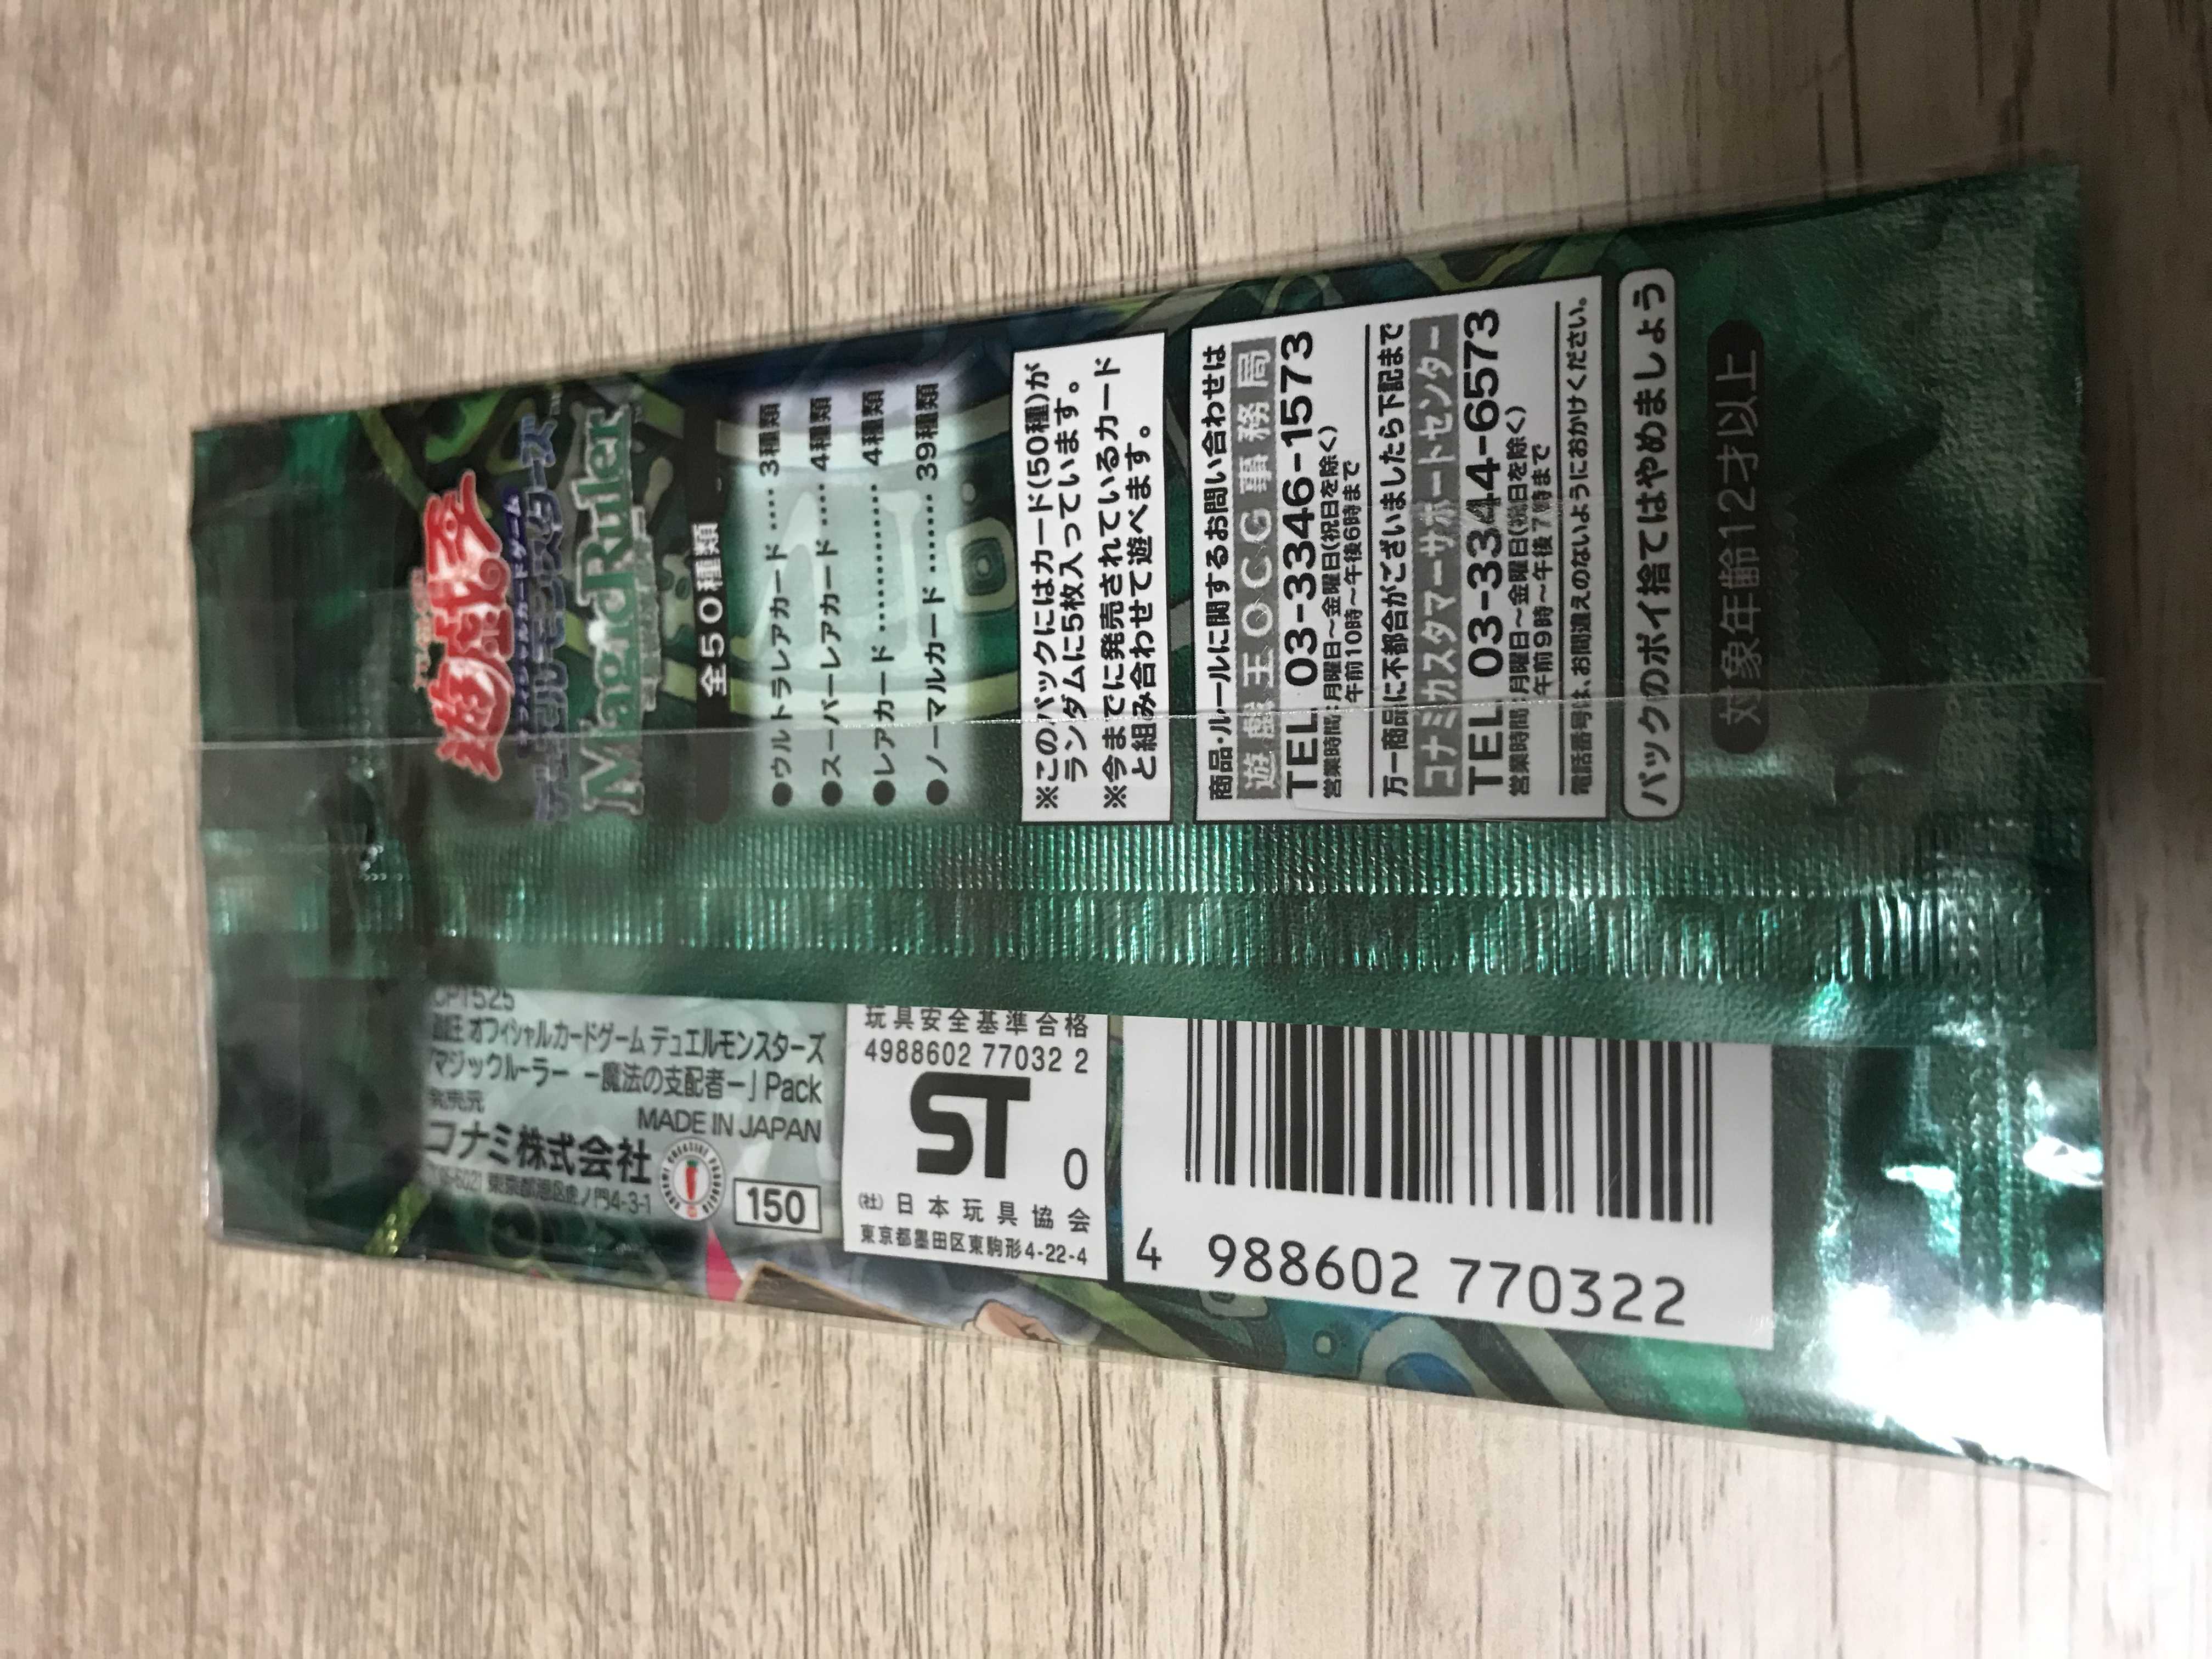 遊戯王
オフィシャルカードゲーム
デュエルモンスターズ
Magic Ruler
全50種類
●ウルトラレアカード‥‥3種類
●スーパーレアカード‥‥4種類
●レアカード‥‥‥‥‥‥4種類
●ノーマルカード‥‥‥39種類
※このパックにはカード(50種)が
ランダムに5枚入っています。
※今までに発売されているカード
と組み合わせて遊べます。
商品・ルールに関するお問い合わせは
遊戯王OCG事務局
TEL 03-3346-1573
営業時間:月曜日～金曜日(祝日を除く)
午前10時～午後6時まで
万一商品に不都合がございましたら下記まで
コナミカスタマーサポートセンター
TEL 03-3344-6573
営業時間:月曜日～金曜日(祝日を除く)
午前9時～午後7時まで
電話番号は、お間違えのないようにおかけください。
パックのポイ捨てはやめましょう
対象年齢12才以上
CP1525
遊戯王 オフィシャルカードゲーム デュエルモンスターズ
「マジックルーラー －魔法の支配者－」Pack
発売元
MADE IN JAPAN
コナミ株式会社
東京都港区虎ノ門4-3-1
150
玩具安全基準合格
4988602 77032 2
ST
0
(社)日本玩具協会
東京都墨田区東駒形4-22-4
4 988602 770322